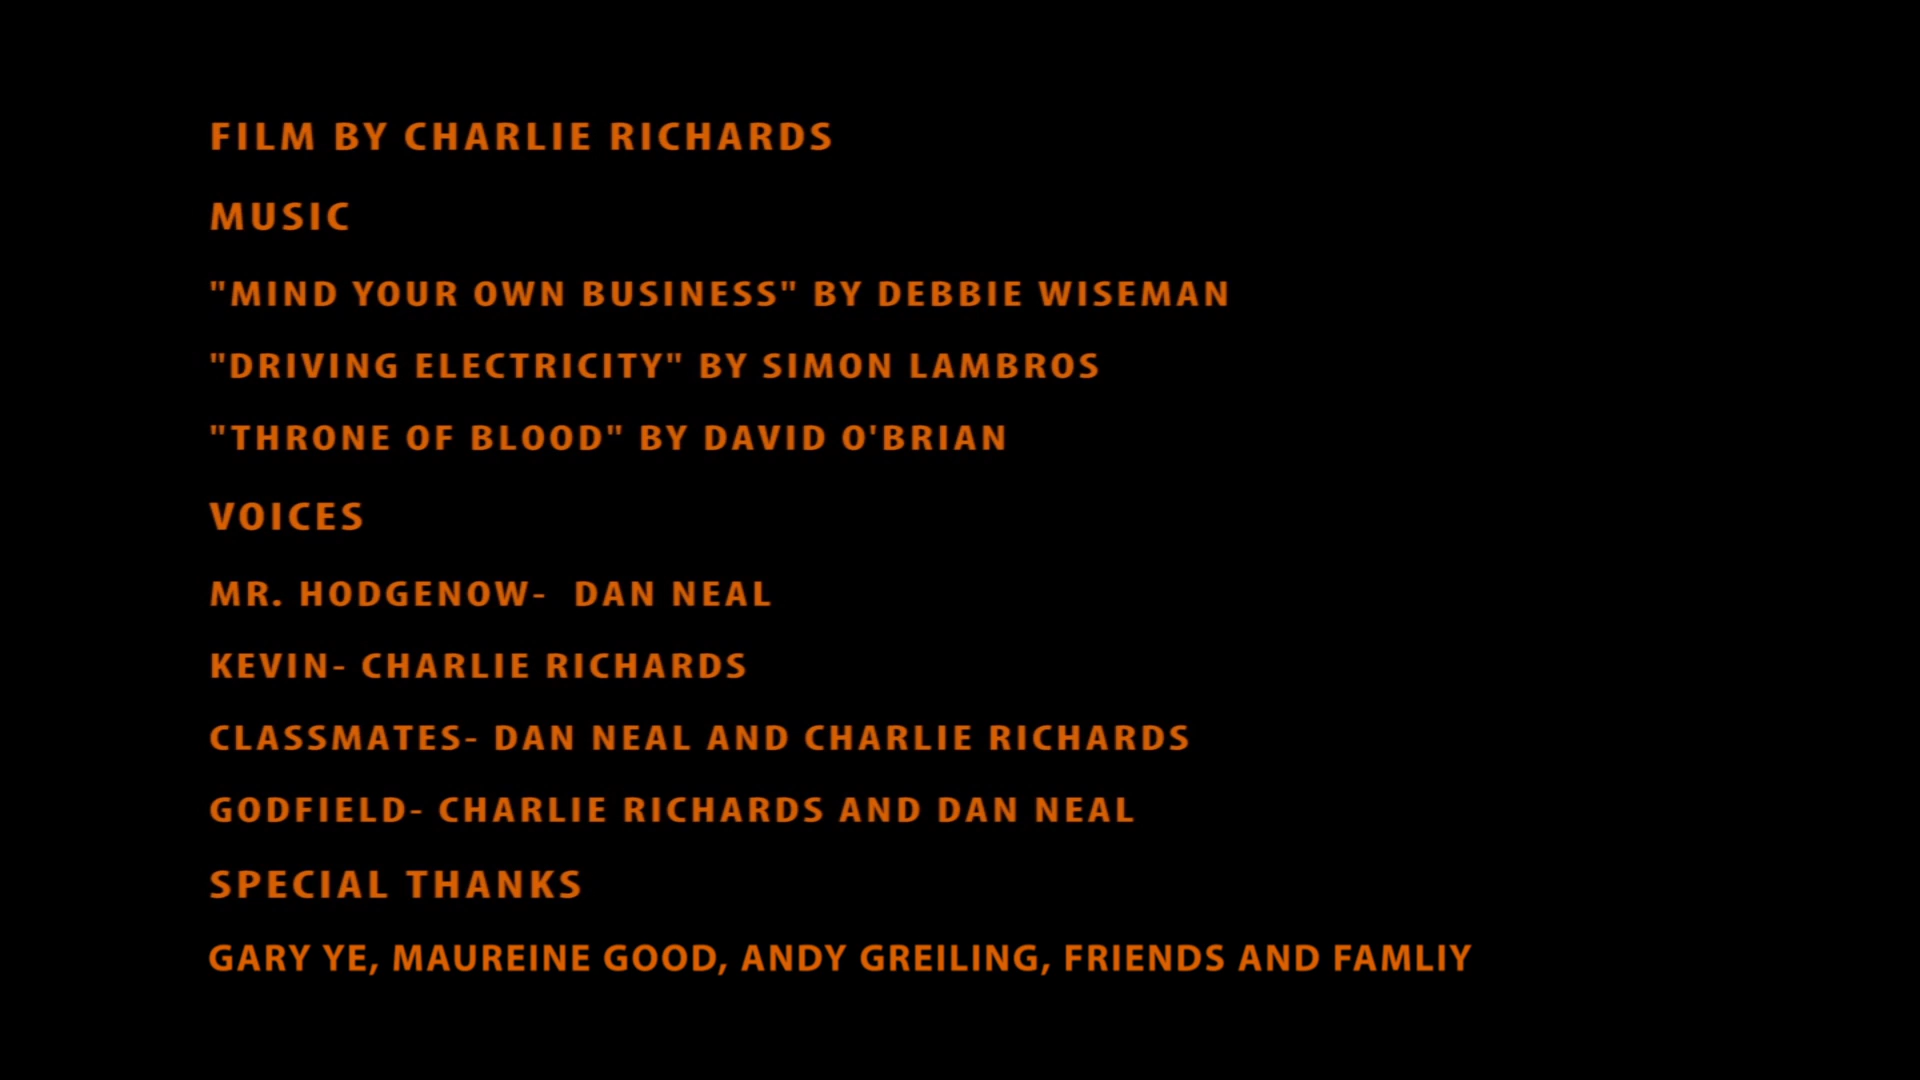 FILM BY CHARLIE RICHARDS
MUSIC
"MIND YOUR OWN BUSINESS" BY DEBBIE WISEMAN
"DRIVING ELECTRICITY" BY SIMON LAMBROS
"THRONE OF BLOOD" BY DAVID O'BRIAN
VOICES
MR. HODGENOW-  DAN NEAL
KEVIN- CHARLIE RICHARDS
CLASSMATES- DAN NEAL AND CHARLIE RICHARDS
GODFIELD- CHARLIE RICHARDS AND DAN NEAL
SPECIAL THANKS
GARY YE, MAUREINE GOOD, ANDY GREILING, FRIENDS AND FAMLIY